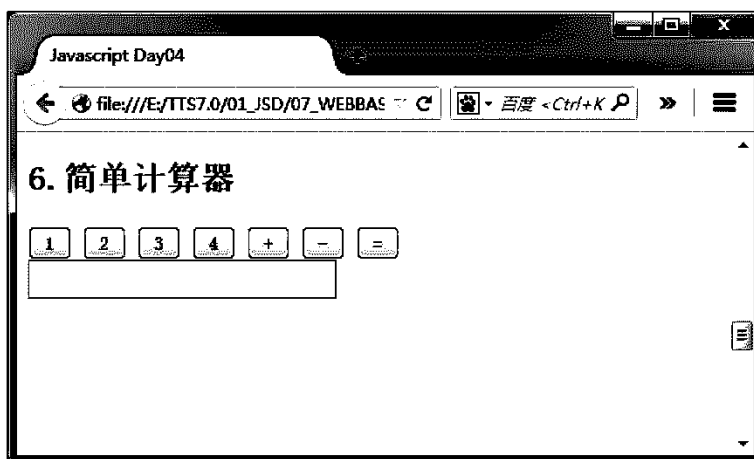 Javascript Day04
file:///E:/TTS7.0/01_JSD/07_WEBBAS 百度 <Ctrl+K
6. 简单计算器
1 2 3 4 + - =